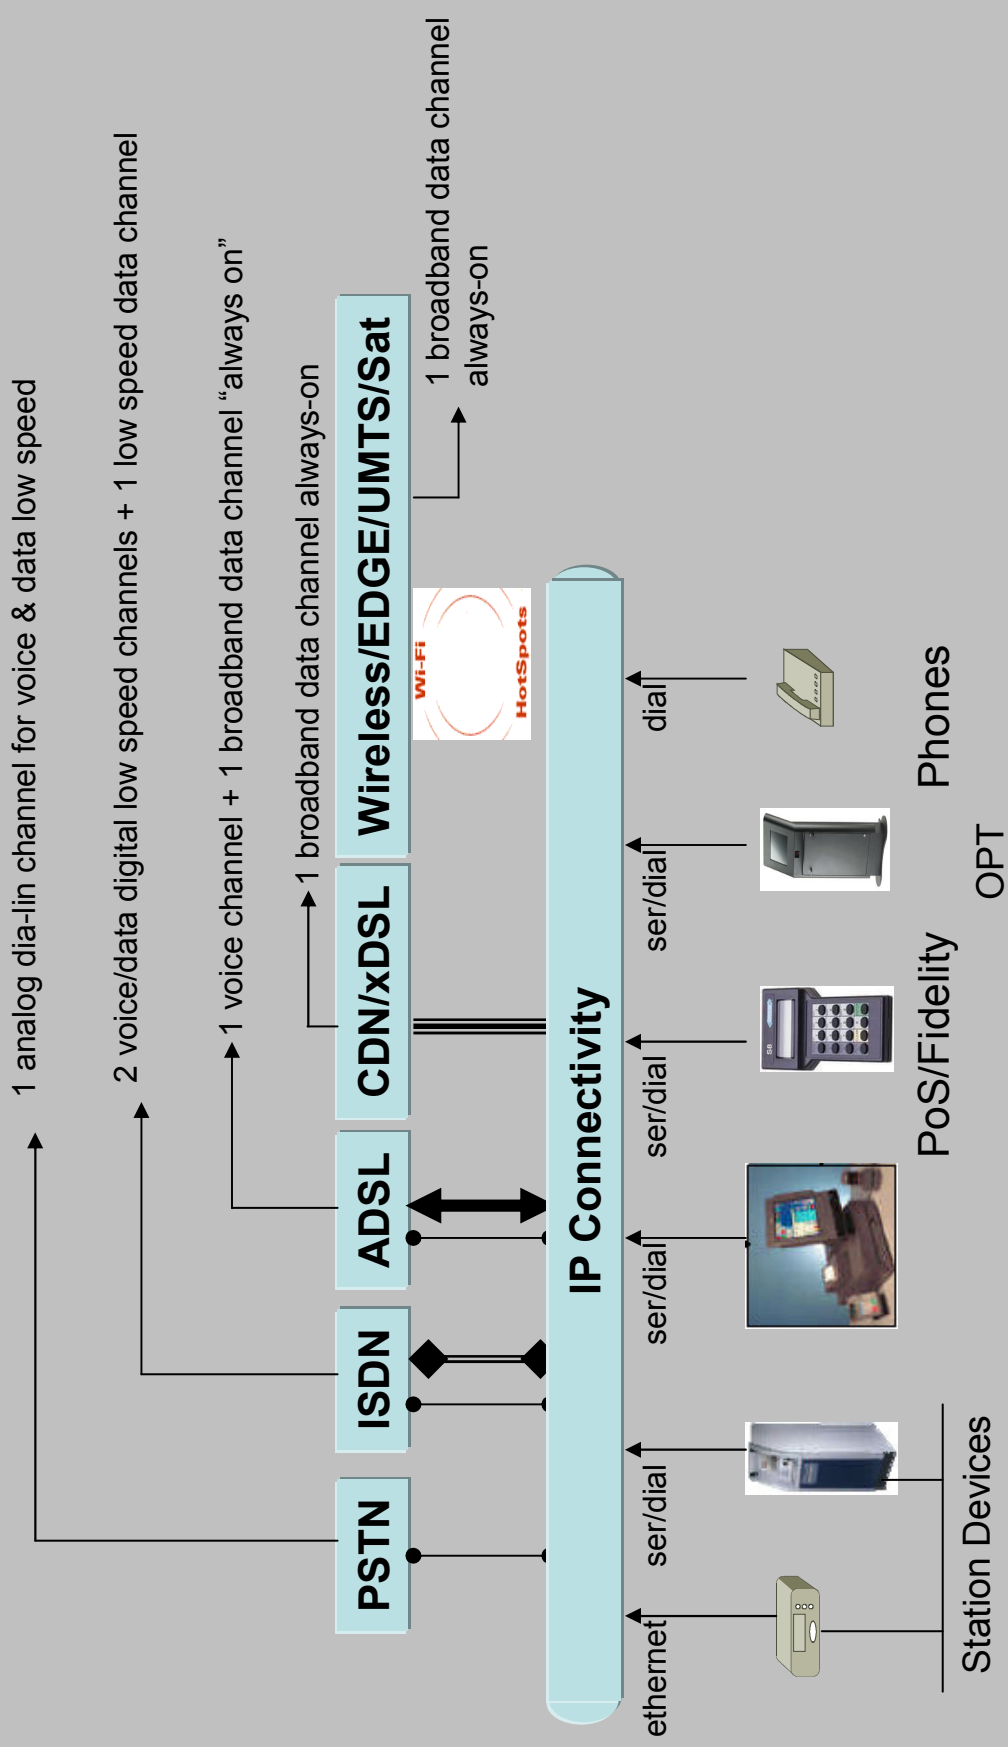 1 analog dia-lin channel for voice & data low speed
2 voice/data digital low speed channels + 1 low speed data channel
1 voice channel + 1 broadband data channel “always on”
1 broadband data channel always-on
PSTN
ISDN
ADSL
CDN/xDSL
Wireless/EDGE/UMTS/Sat
1 broadband data channel
always-on
Wi-Fi
HotSpots
IP Connectivity
ethernet
ser/dial
ser/dial
ser/dial
ser/dial
dial
S8
Station Devices
PoS/Fidelity
OPT
Phones